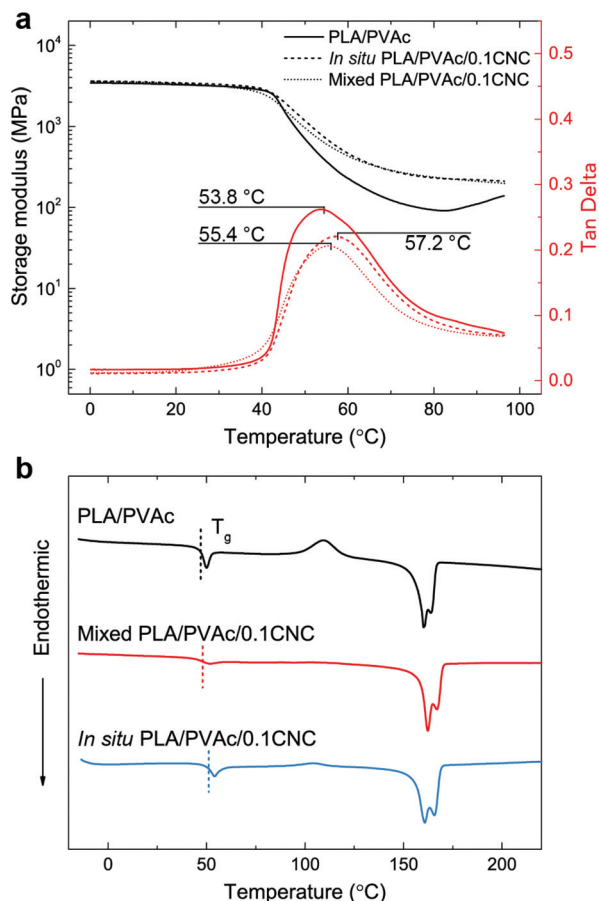 a
PLA/PVAc
In situ PLA/PVAc/0.1CNC
Mixed PLA/PVAc/0.1CNC
Storage modulus (MPa)
10⁴
10³
10²
10¹
10⁰
53.8 °C
55.4 °C
57.2 °C
0.5
0.4
0.3
0.2
0.1
0.0
Tan Delta
0 20 40 60 80 100
Temperature (°C)
b
PLA/PVAc
Tg
Mixed PLA/PVAc/0.1CNC
In situ PLA/PVAc/0.1CNC
Endothermic
0 50 100 150 200
Temperature (°C)